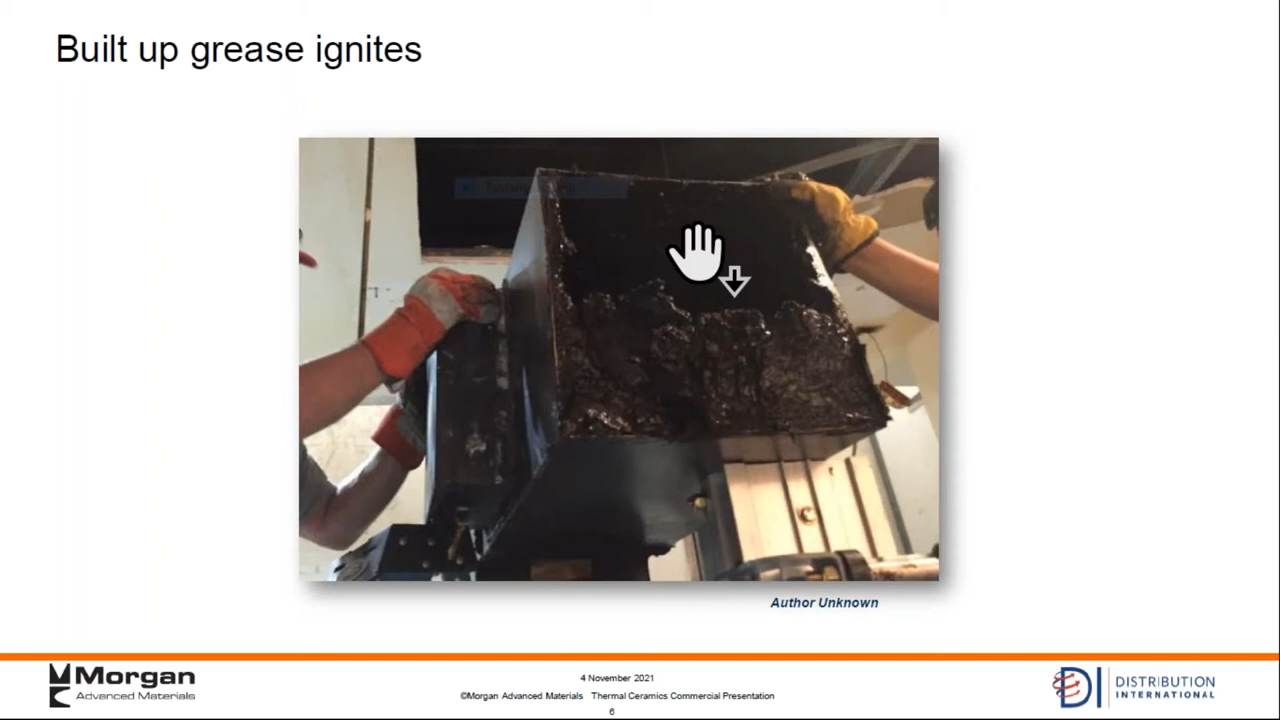 Built up grease ignites
Author Unknown
Morgan
Advanced Materials
4 November 2021
©Morgan Advanced Materials Thermal Ceramics Commercial Presentation
6
DI
DISTRIBUTION
INTERNATIONAL